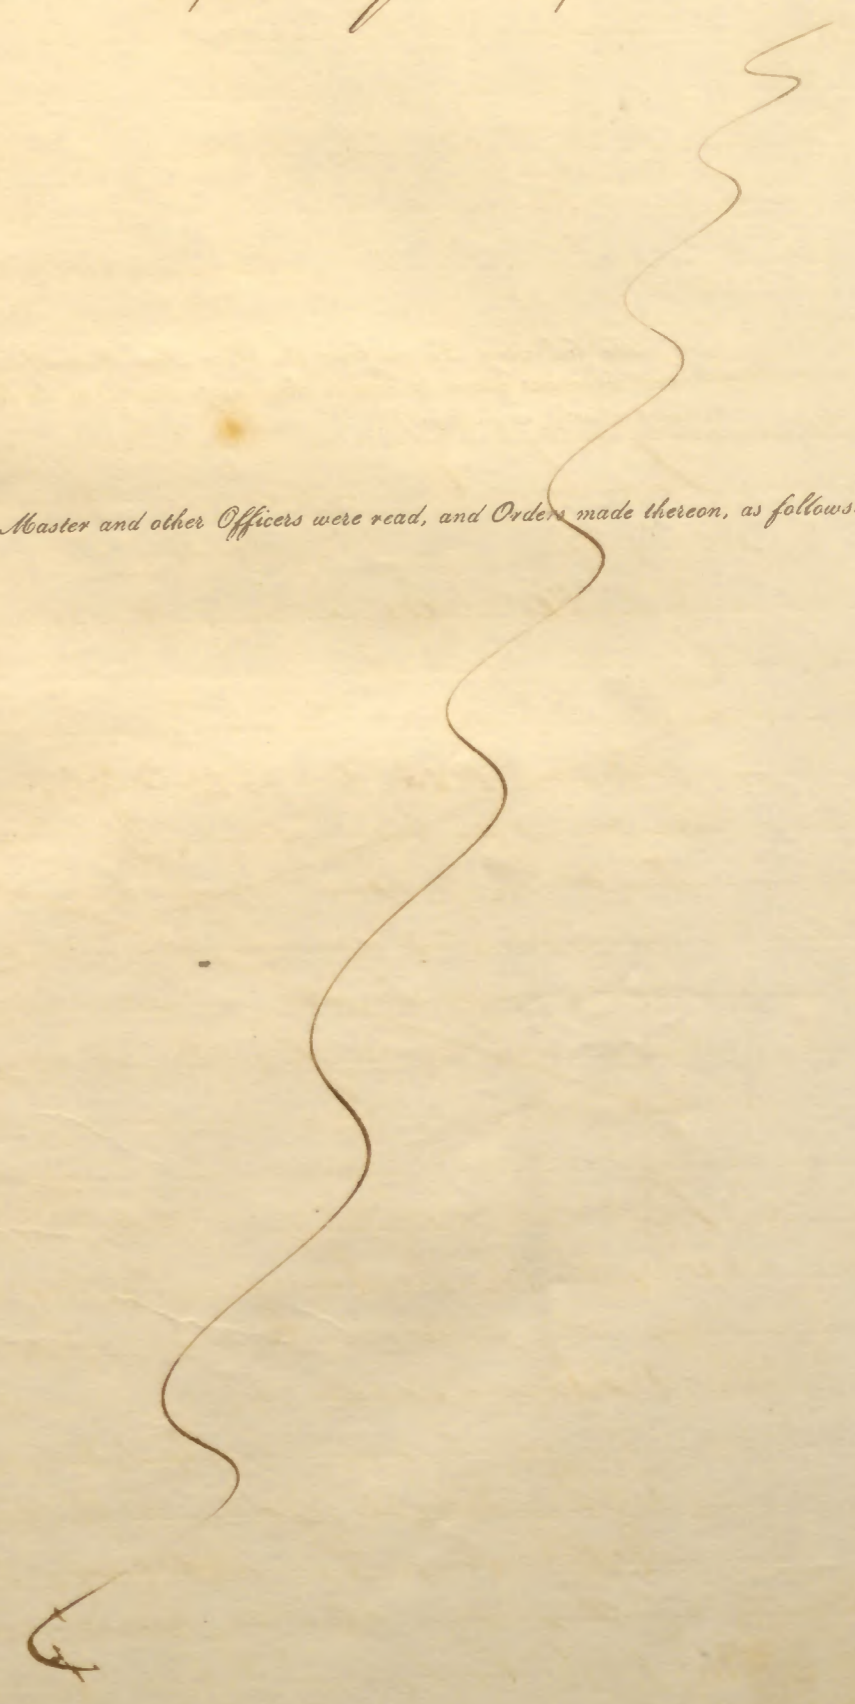 Master and other Officers were read, and Orders made thereon, as follows